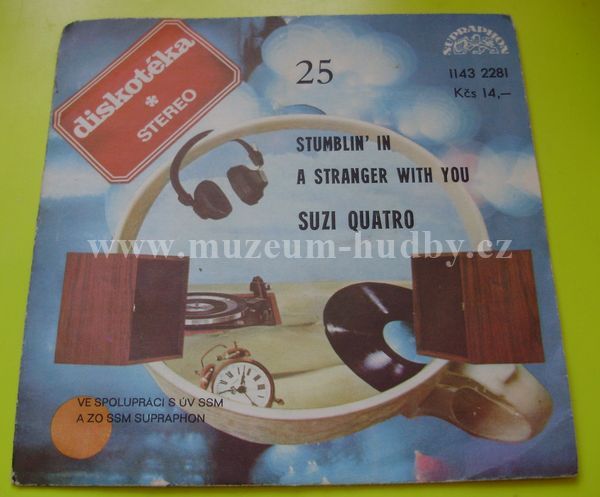 diskotéka
*
STEREO
25
SUPRAPHON
1143 2281
Kčs 14,–
STUMBLIN' IN
A STRANGER WITH YOU
SUZI QUATRO
www.muzeum-hudby.cz
VE SPOLUPRÁCI S ÚV SSM
A ZO SSM SUPRAPHON